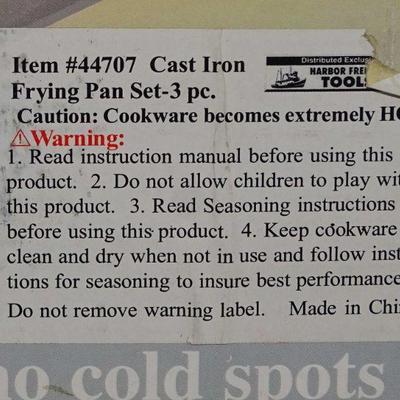 Item #44707 Cast Iron
Frying Pan Set-3 pc.
Distributed
HARBOR
Caution: Cookware becomes extremely
⚠Warning:
1. Read instruction manual before using this
product. 2. Do not allow children to play
this product. 3. Read Seasoning instructions
before using this product. 4. Keep cookware
clean and dry when not in use and follow
tions for seasoning to insure best performance
Do not remove warning label. Made in
no cold spots